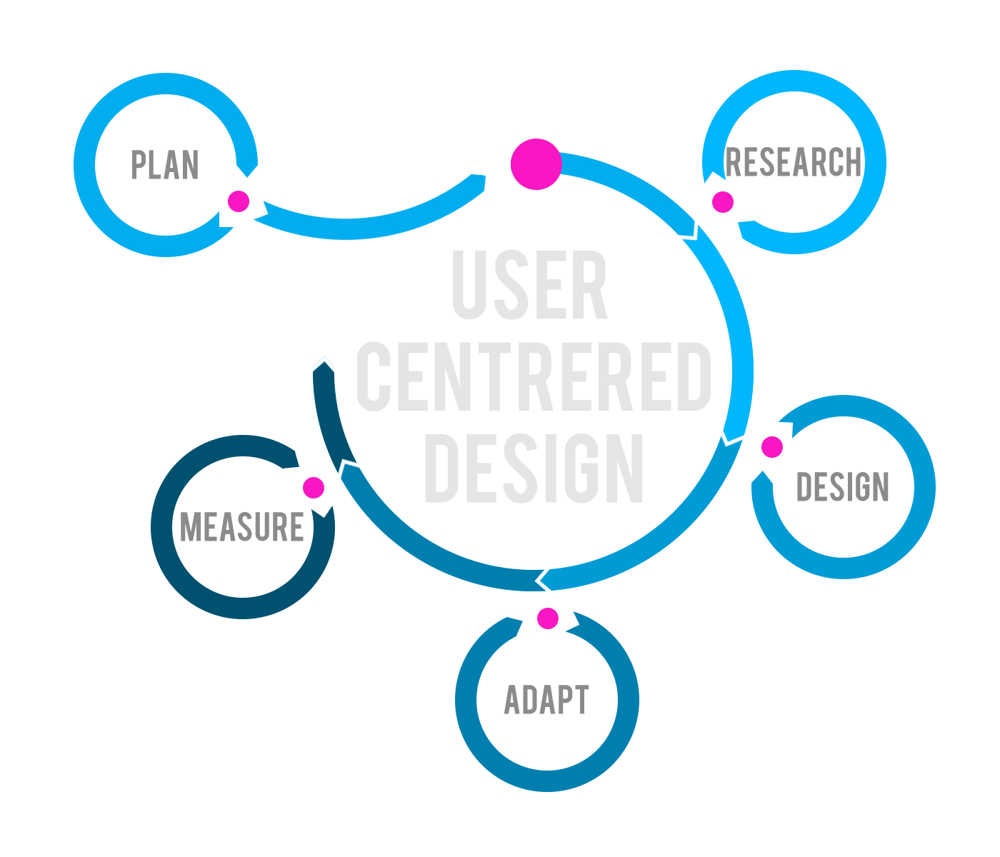 PLAN
RESEARCH
USER
CENTRERED
DESIGN
DESIGN
MEASURE
ADAPT